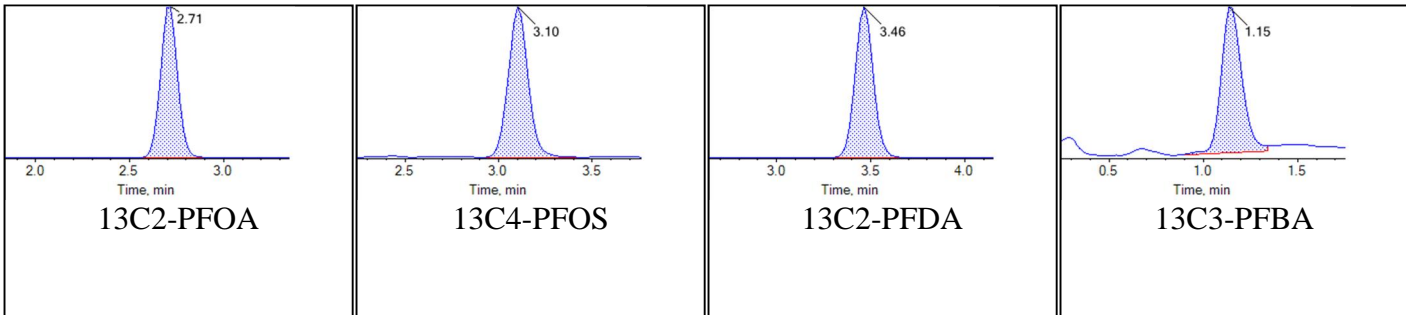 2.71
2.0 2.5 3.0
Time, min
13C2-PFOA
3.10
2.5 3.0 3.5
Time, min
13C4-PFOS
3.46
3.0 3.5 4.0
Time, min
13C2-PFDA
1.15
0.5 1.0 1.5
Time, min
13C3-PFBA